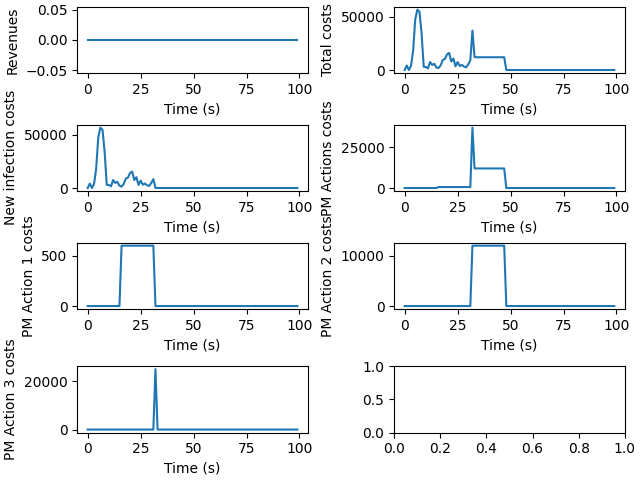 Revenues
0.05
0.00
−0.05
0 25 50 75 100
Time (s)
Total costs
50000
0
0 25 50 75 100
Time (s)
New infection costs
50000
0
0 25 50 75 100
Time (s)
PM Actions costs
25000
0
0 25 50 75 100
Time (s)
PM Action 1 costs
500
0
0 25 50 75 100
Time (s)
PM Action 2 costs
10000
0
0 25 50 75 100
Time (s)
PM Action 3 costs
20000
0
0 25 50 75 100
Time (s)
1.0
0.5
0.0
0.0 0.2 0.4 0.6 0.8 1.0